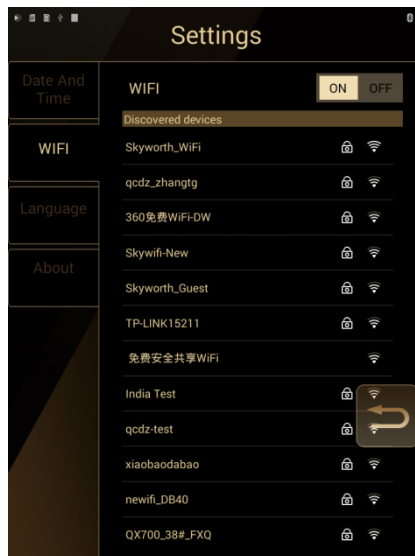 Settings
Date And
Time
WIFI
Language
About
WIFI
ON
OFF
Discovered devices
Skyworth_WiFi
qcdz_zhangtg
360免费WiFi-DW
Skywifi-New
Skyworth_Guest
TP-LINK15211
免费安全共享WiFi
India Test
qcdz-test
xiaobaodabao
newifi_DB40
QX700_38#_FXQ